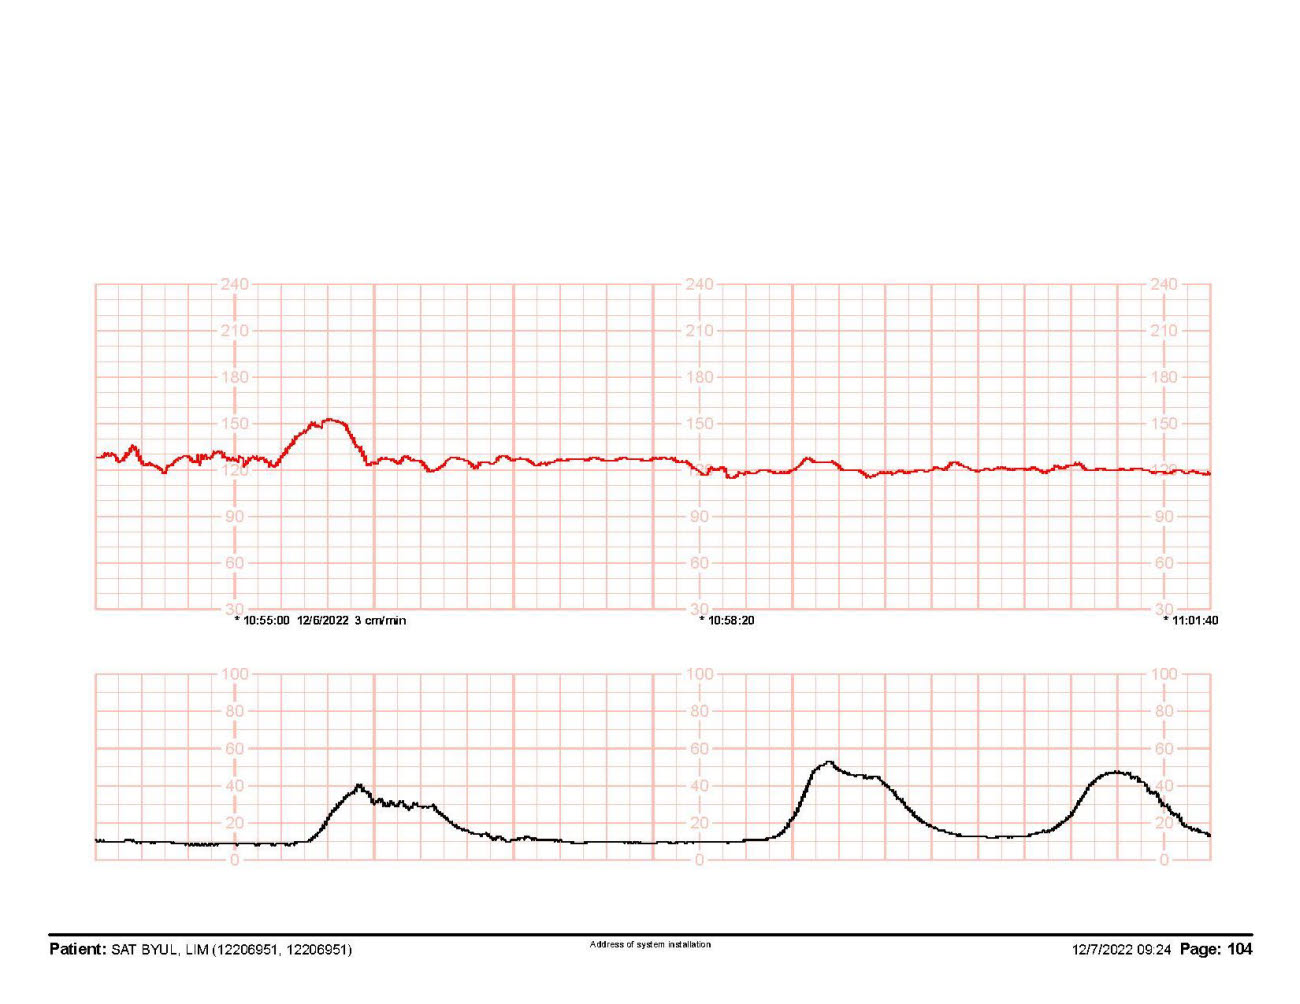 240 240 240
210 210 210
180 180 180
150 150 150
120 120 120
90 90 90
60 60 60
30 30 30
* 10:55:00 12/6/2022 3 cm/min * 10:58:20 * 11:01:40
100 100 100
80 80 80
60 60 60
40 40 40
20 20 20
0 0 0
Patient: SAT BYUL, LIM (12206951, 12206951) Address of system installation 12/7/2022 09:24 Page: 104